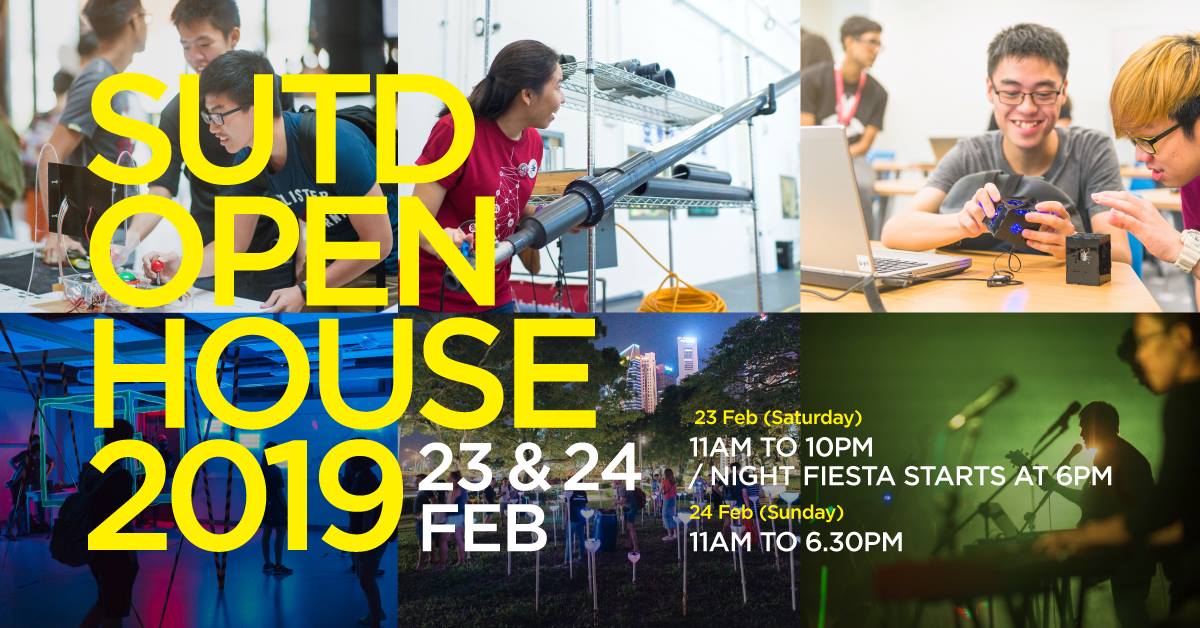 SUTD
OPEN
HOUSE
2019
23 & 24
FEB
23 Feb (Saturday)
11AM TO 10PM
/ NIGHT FIESTA STARTS AT 6PM
24 Feb (Sunday)
11AM TO 6.30PM